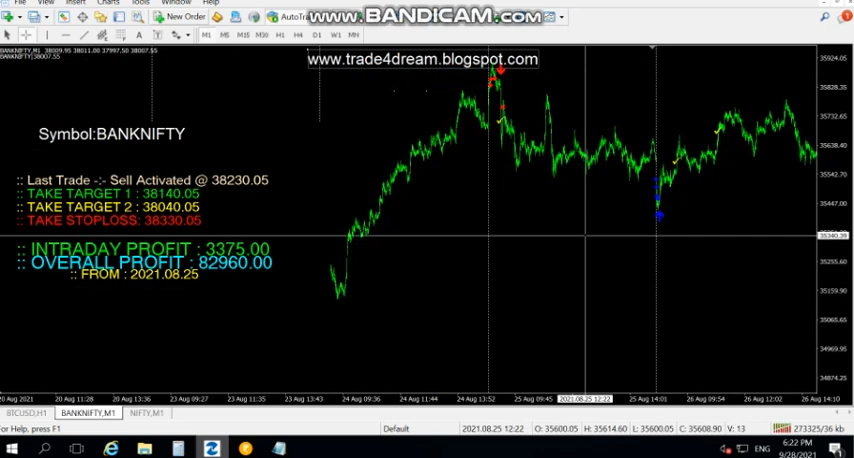 File View Insert Charts Tools Window Help
New Order AutoTra
WWW.BANDICAM.COM
M1 M5 M15 M30 H1 H4 D1 W1 MN
BANKNIFTY,M1 38009.95 38011.00 37997.50 38007.55
BANKNIFTY|38007.55
www.trade4dream.blogspot.com
Symbol:BANKNIFTY
:: Last Trade -:- Sell Activated @ 38230.05
:: TAKE TARGET 1 : 38140.05
:: TAKE TARGET 2 : 38040.05
:: TAKE STOPLOSS: 38330.05
:: INTRADAY PROFIT : 3375.00
:: OVERALL PROFIT : 82960.00
:: FROM : 2021.08.25
35924.05
35828.35
35732.65
35638.40
35542.70
35447.00
35340.39
35255.60
35159.90
35065.65
34969.95
34874.25
20 Aug 2021 20 Aug 11:28 20 Aug 13:36 23 Aug 09:27 23 Aug 11:35 23 Aug 13:43 24 Aug 09:36 24 Aug 11:44 24 Aug 13:52 25 Aug 09:45 2021.08.25 12:22 25 Aug 14:01 26 Aug 09:54 26 Aug 12:02 26 Aug 14:10
BTCUSD,H1 BANKNIFTY,M1 NIFTY,M1
For Help, press F1 Default 2021.08.25 12:22 O: 35600.05 H: 35614.60 L: 35600.05 C: 35608.90 V: 13 273325/36 kb
ENG 6:22 PM
9/28/2021